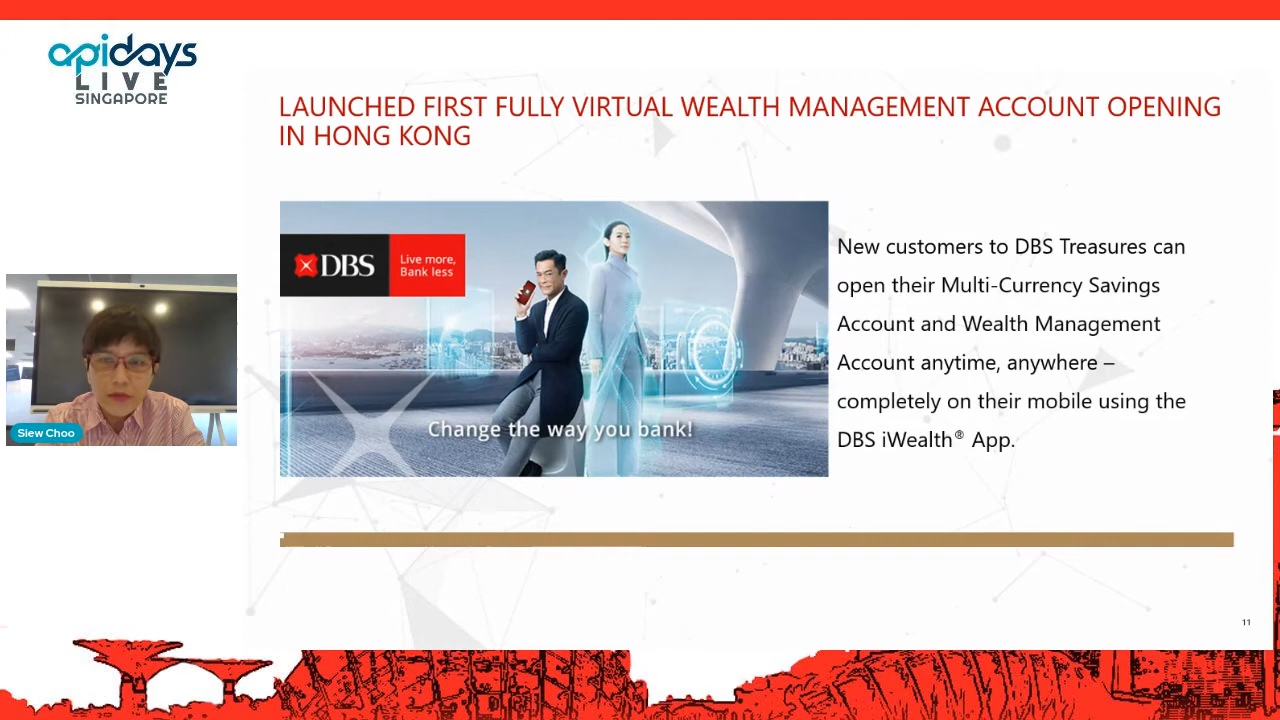 apidays
LIVE
SINGAPORE
LAUNCHED FIRST FULLY VIRTUAL WEALTH MANAGEMENT ACCOUNT OPENING
IN HONG KONG
DBS
Live more,
Bank less
Change the way you bank!
New customers to DBS Treasures can
open their Multi-Currency Savings
Account and Wealth Management
Account anytime, anywhere –
completely on their mobile using the
DBS iWealth® App.
Siew Choo
11